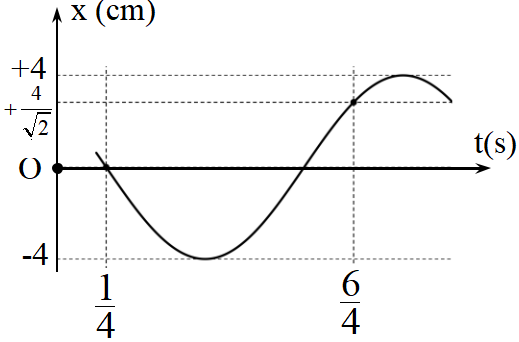 x (cm)
+4
+ 4/√2
O
t(s)
-4
1/4
6/4